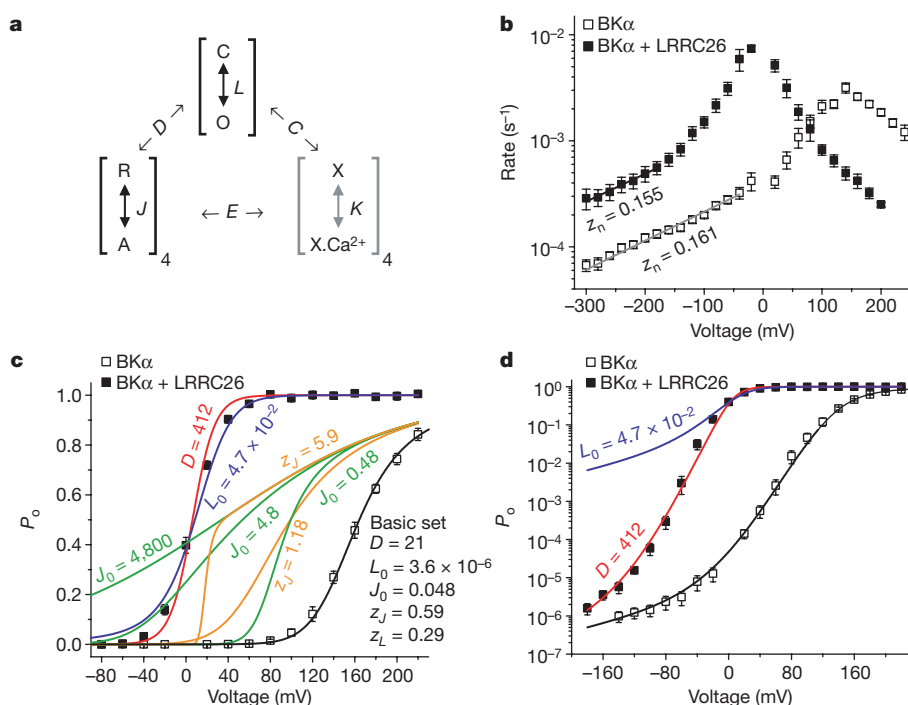 a
C
L
O
D
C
R
J
A
4
E
X
K
X.Ca²⁺
4
b
BKα
BKα + LRRC26
10⁻²
10⁻³
10⁻⁴
Rate (s⁻¹)
zₙ = 0.155
zₙ = 0.161
−300 −200 −100 0 100 200
Voltage (mV)
c
BKα
BKα + LRRC26
1.0
0.8
0.6
0.4
0.2
0.0
Pₒ
D = 412
L₀ = 4.7 × 10⁻²
z_J = 5.9
J₀ = 0.48
J₀ = 4.8
J₀ = 4,800
z_J = 1.18
Basic set
D = 21
L₀ = 3.6 × 10⁻⁶
J₀ = 0.048
z_J = 0.59
z_L = 0.29
−80 −40 0 40 80 120 160 200
Voltage (mV)
d
BKα
BKα + LRRC26
10⁰
10⁻¹
10⁻²
10⁻³
10⁻⁴
10⁻⁵
10⁻⁶
10⁻⁷
Pₒ
L₀ = 4.7 × 10⁻²
D = 412
−160 −80 0 80 160
Voltage (mV)